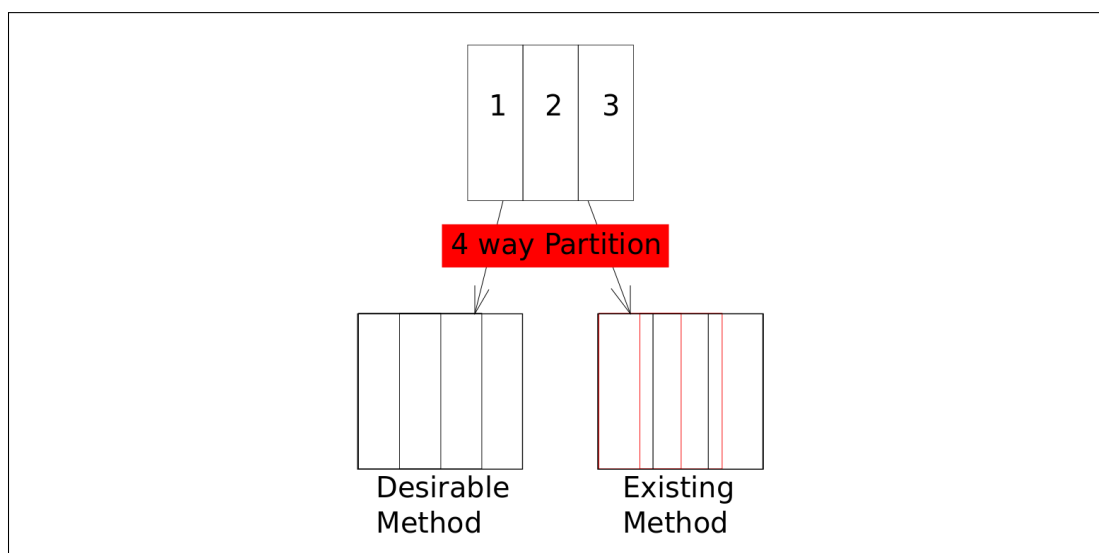 1 2 3
4 way Partition
Desirable
Method
Existing
Method